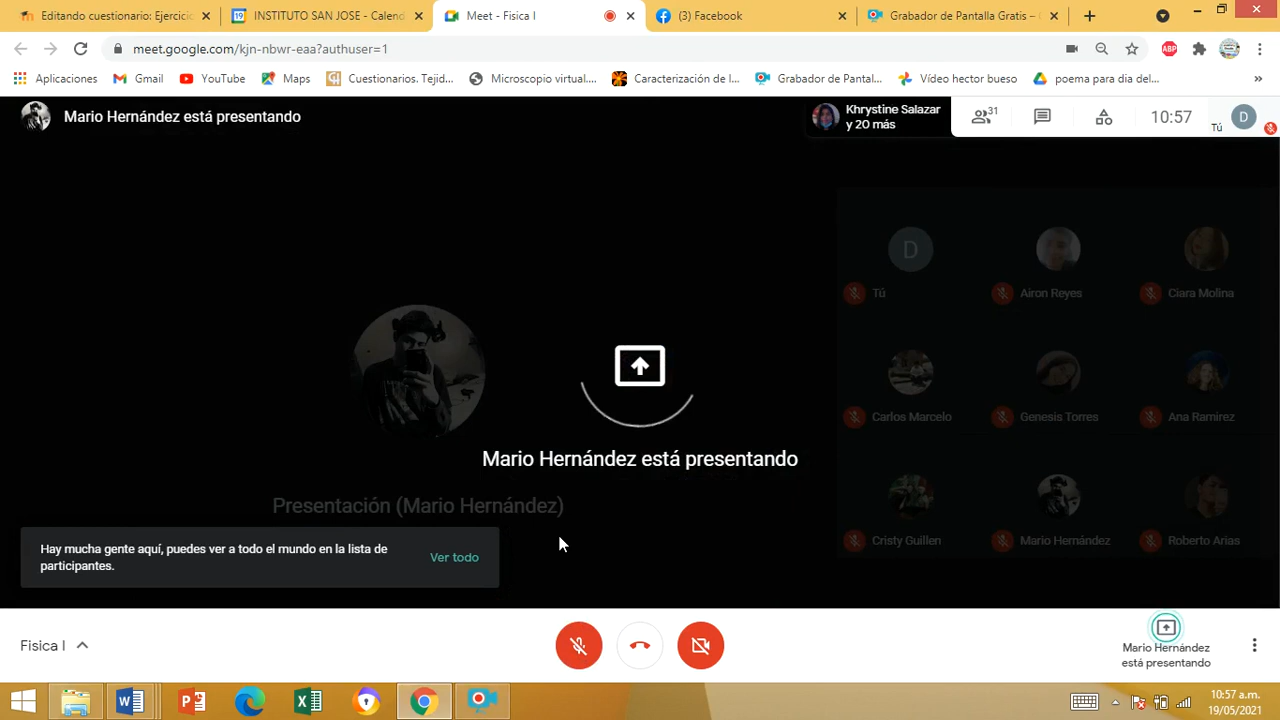 Editando cuestionario: Ejercicic
INSTITUTO SAN JOSE - Calend
Meet - Fisica I
(3) Facebook
Grabador de Pantalla Gratis –
meet.google.com/kjn-nbwr-eaa?authuser=1
ABP
Aplicaciones
Gmail
YouTube
Maps
Cuestionarios. Tejid...
Microscopio virtual....
Caracterización de l...
Grabador de Pantal...
Vídeo hector bueso
poema para dia del...
»
Mario Hernández está presentando
Khrystine Salazar
y 20 más
31
10:57
Tú
D
D
Tú
Airon Reyes
Ciara Molina
Carlos Marcelo
Genesis Torres
Ana Ramirez
Mario Hernández está presentando
Presentación (Mario Hernández)
Cristy Guillen
Mario Hernández
Roberto Arias
Hay mucha gente aquí, puedes ver a todo el mundo en la lista de
participantes.
Ver todo
Fisica I
Mario Hernández
está presentando
10:57 a.m.
19/05/2021